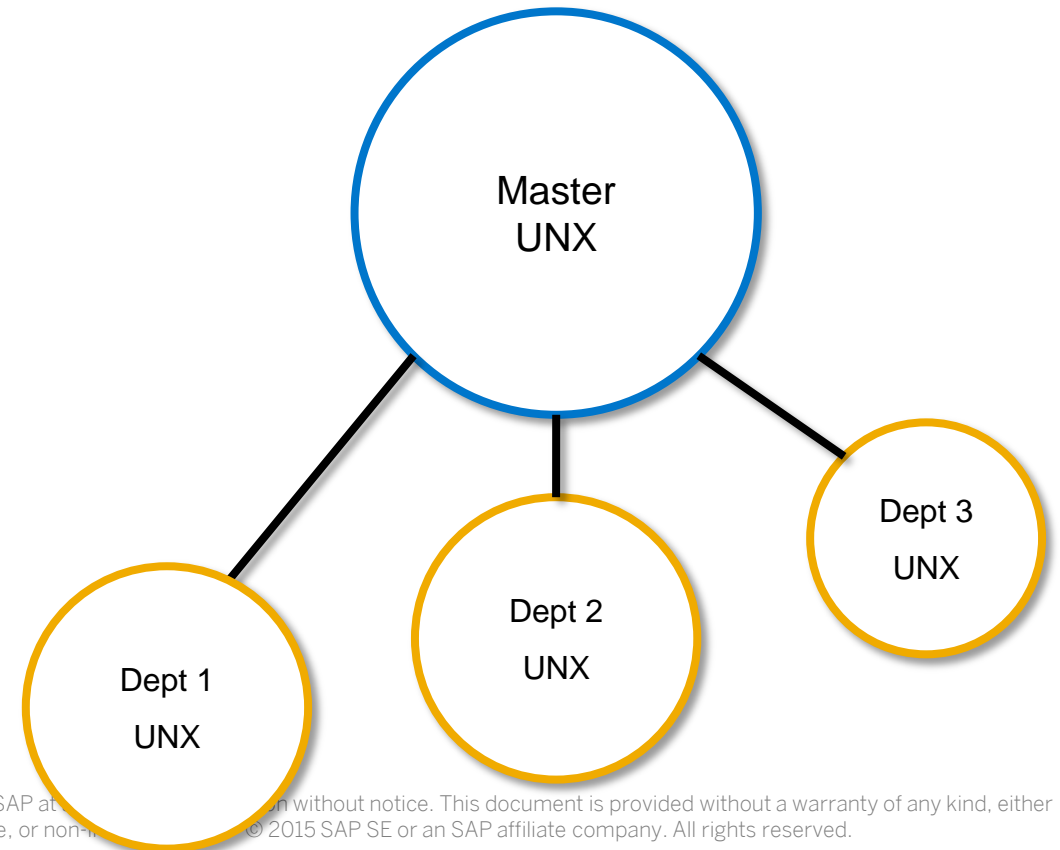 Master
UNX
Dept 3
UNX
Dept 2
UNX
Dept 1
UNX
SAP at without notice. This document is provided without a warranty of any kind, either
e, or non- © 2015 SAP SE or an SAP affiliate company. All rights reserved.